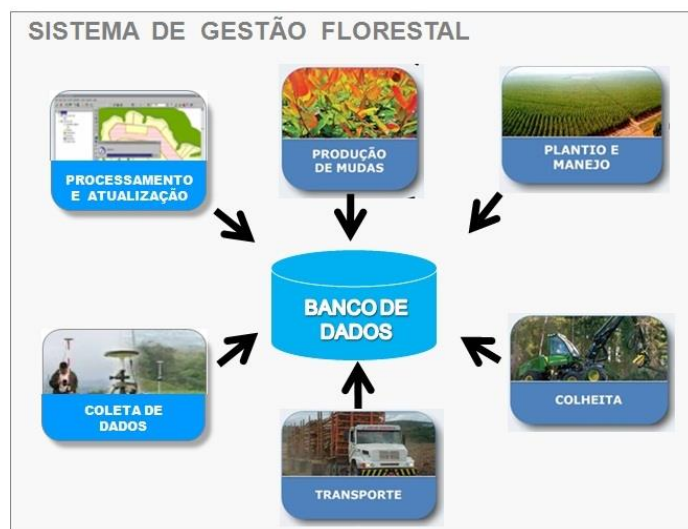 SISTEMA DE GESTÃO FLORESTAL
PROCESSAMENTO
E ATUALIZAÇÃO
PRODUÇÃO
DE MUDAS
PLANTIO E
MANEJO
BANCO DE
DADOS
COLETA DE
DADOS
TRANSPORTE
COLHEITA